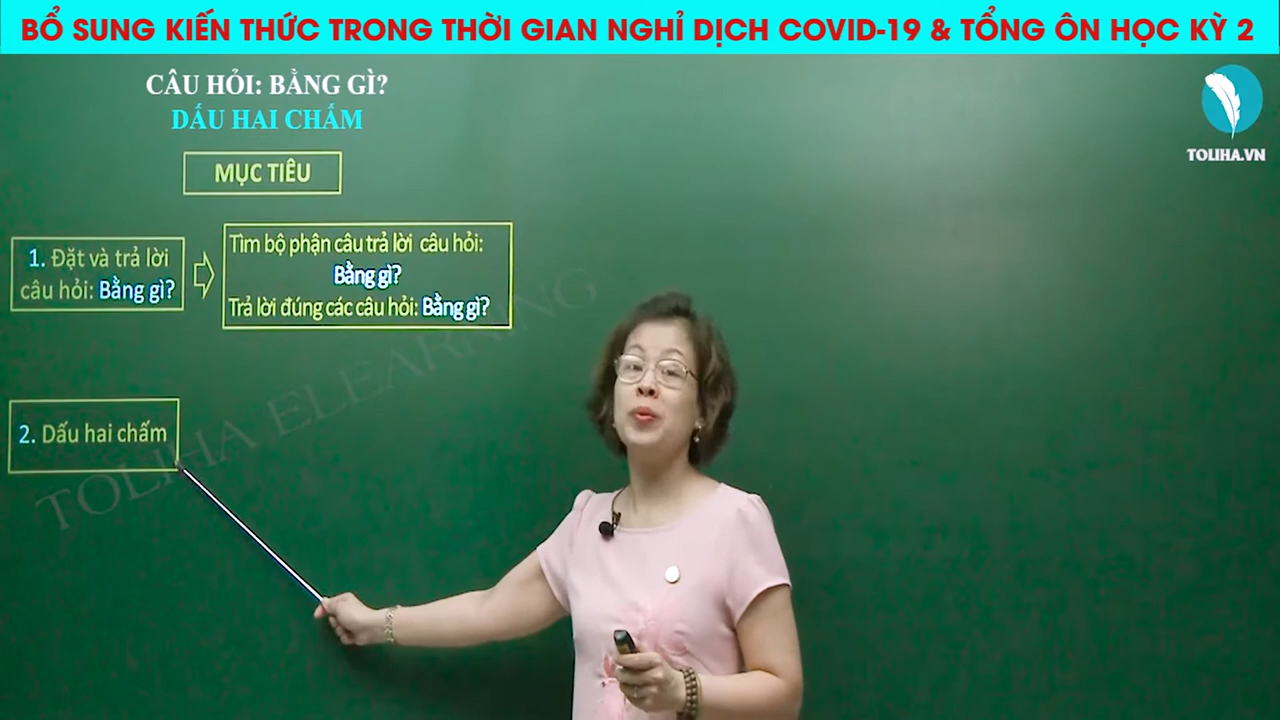 BỔ SUNG KIẾN THỨC TRONG THỜI GIAN NGHỈ DỊCH COVID-19 & TỔNG ÔN HỌC KỲ 2
CÂU HỎI: BẰNG GÌ?
DẤU HAI CHẤM
TOLIHA.VN
MỤC TIÊU
1. Đặt và trả lời
câu hỏi: Bằng gì?
Tìm bộ phận câu trả lời câu hỏi:
Bằng gì?
Trả lời đúng các câu hỏi: Bằng gì?
2. Dấu hai chấm
TOLIHA ELEARNING